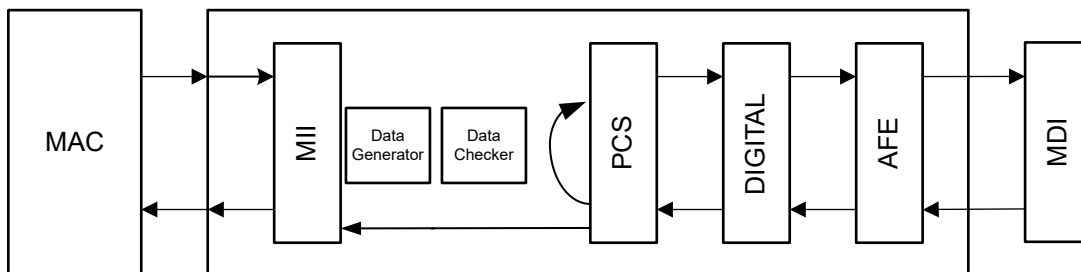 MAC
MII
Data
Generator
Data
Checker
PCS
DIGITAL
AFE
MDI